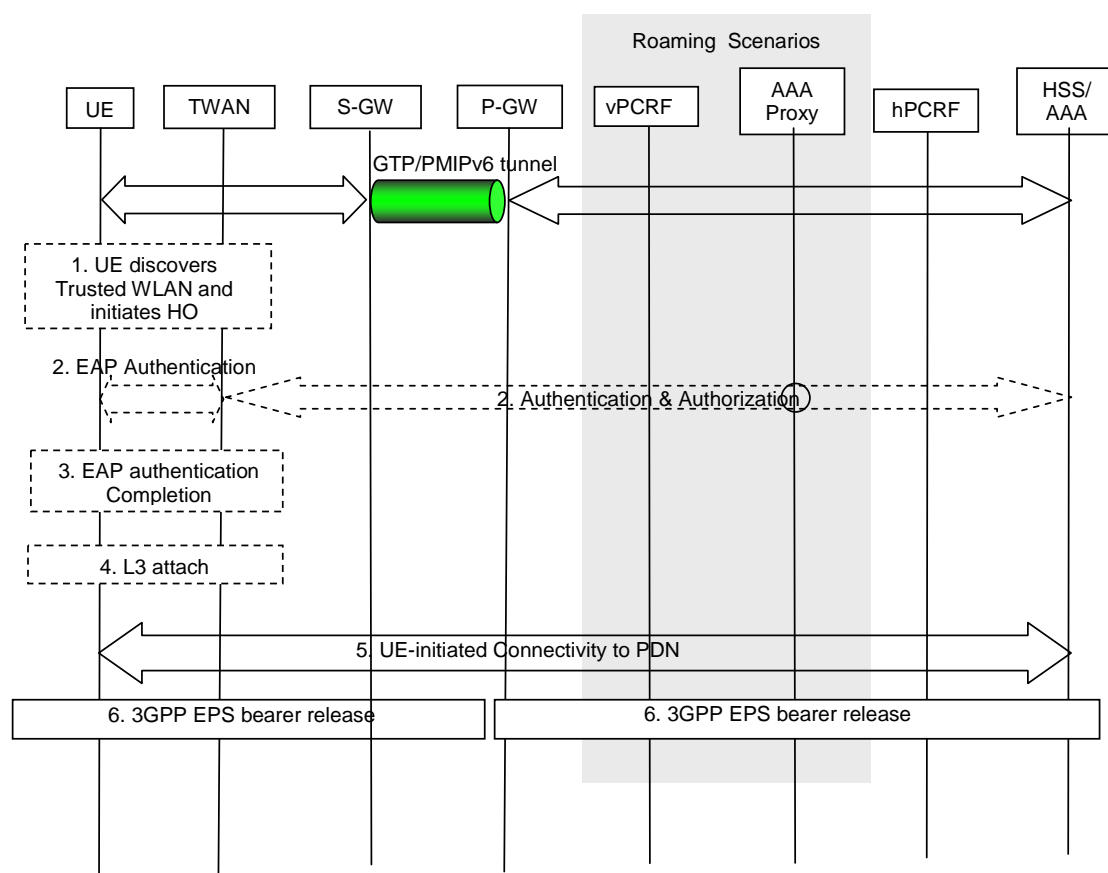 Roaming Scenarios
UE
TWAN
S-GW
P-GW
vPCRF
AAA
Proxy
hPCRF
HSS/
AAA
GTP/PMIPv6 tunnel
1. UE discovers
Trusted WLAN and
initiates HO
2. EAP Authentication
2. Authentication & Authorization
3. EAP authentication
Completion
4. L3 attach
5. UE-initiated Connectivity to PDN
6. 3GPP EPS bearer release
6. 3GPP EPS bearer release